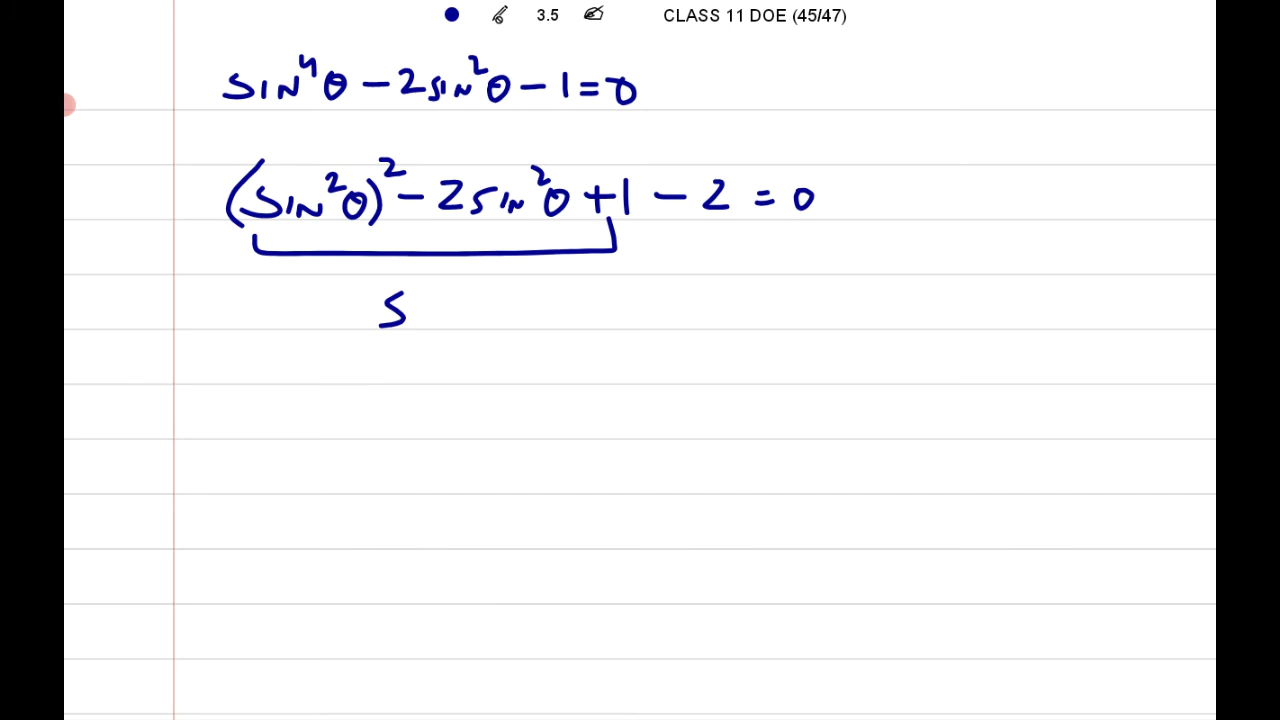 3.5 CLASS 11 DOE (45/47)
sin⁴θ − 2sin²θ − 1 = 0
(sin²θ)² − 2sin²θ + 1 − 2 = 0
S